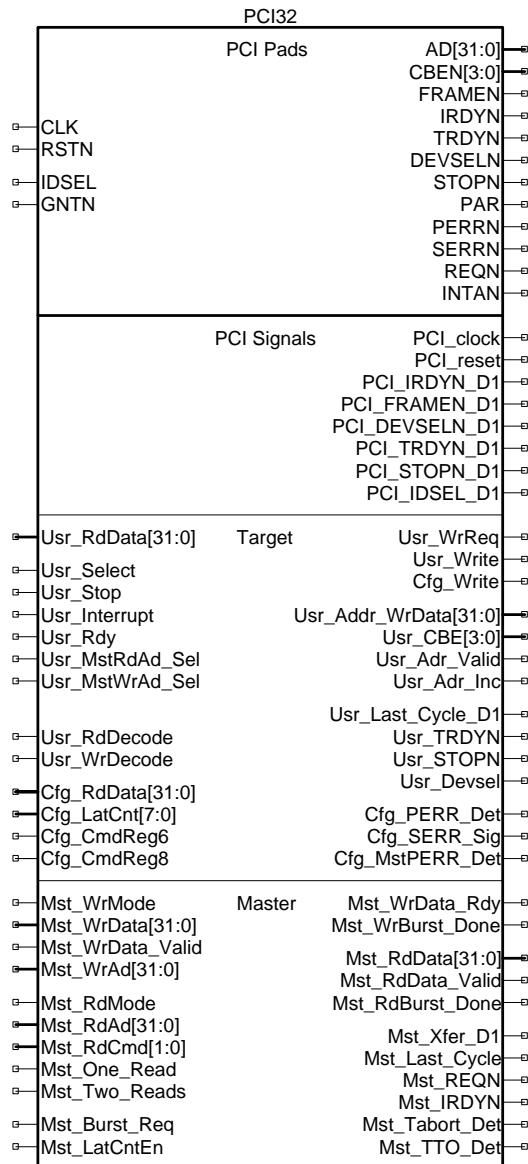 PCI32
PCI Pads AD[31:0]
CBEN[3:0]
FRAMEN
IRDYN
CLK TRDYN
RSTN DEVSELN
IDSEL STOPN
GNTN PAR
PERRN
SERRN
REQN
INTAN
PCI Signals PCI_clock
PCI_reset
PCI_IRDYN_D1
PCI_FRAMEN_D1
PCI_DEVSELN_D1
PCI_TRDYN_D1
PCI_STOPN_D1
PCI_IDSEL_D1
Usr_RdData[31:0] Target Usr_WrReq
Usr_Write
Usr_Select Cfg_Write
Usr_Stop
Usr_Interrupt Usr_Addr_WrData[31:0]
Usr_Rdy Usr_CBE[3:0]
Usr_MstRdAd_Sel Usr_Adr_Valid
Usr_MstWrAd_Sel Usr_Adr_Inc
Usr_Last_Cycle_D1
Usr_RdDecode Usr_TRDYN
Usr_WrDecode Usr_STOPN
Usr_Devsel
Cfg_RdData[31:0]
Cfg_LatCnt[7:0] Cfg_PERR_Det
Cfg_CmdReg6 Cfg_SERR_Sig
Cfg_CmdReg8 Cfg_MstPERR_Det
Mst_WrMode Master Mst_WrData_Rdy
Mst_WrData[31:0] Mst_WrBurst_Done
Mst_WrData_Valid
Mst_WrAd[31:0] Mst_RdData[31:0]
Mst_RdData_Valid
Mst_RdMode Mst_RdBurst_Done
Mst_RdAd[31:0]
Mst_RdCmd[1:0] Mst_Xfer_D1
Mst_One_Read Mst_Last_Cycle
Mst_Two_Reads Mst_REQN
Mst_IRDYN
Mst_Burst_Req Mst_Tabort_Det
Mst_LatCntEn Mst_TTO_Det